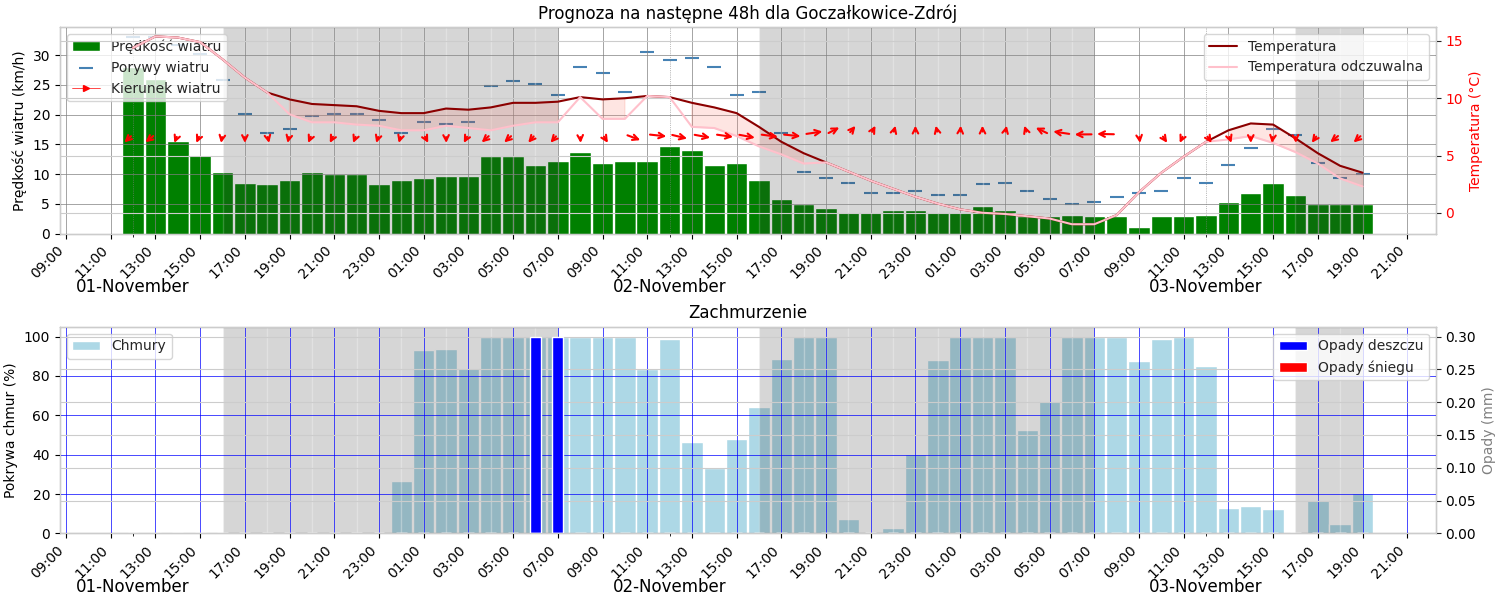 Prognoza na następne 48h dla Goczałkowice-Zdrój
Prędkość wiatru (km/h)
30
25
20
15
10
5
0
Prędkość wiatru
Porywy wiatru
Kierunek wiatru
Temperatura
Temperatura odczuwalna
15
10
5
0
Temperatura (°C)
09:00 11:00 13:00 15:00 17:00 19:00 21:00 23:00 01:00 03:00 05:00 07:00 09:00 11:00 13:00 15:00 17:00 19:00 21:00 23:00 01:00 03:00 05:00 07:00 09:00 11:00 13:00 15:00 17:00 19:00 21:00
01-November 02-November 03-November
Zachmurzenie
Pokrywa chmur (%)
100
80
60
40
20
0
Chmury
Opady deszczu
Opady śniegu
0.30
0.25
0.20
0.15
0.10
0.05
0.00
Opady (mm)
09:00 11:00 13:00 15:00 17:00 19:00 21:00 23:00 01:00 03:00 05:00 07:00 09:00 11:00 13:00 15:00 17:00 19:00 21:00 23:00 01:00 03:00 05:00 07:00 09:00 11:00 13:00 15:00 17:00 19:00 21:00
01-November 02-November 03-November